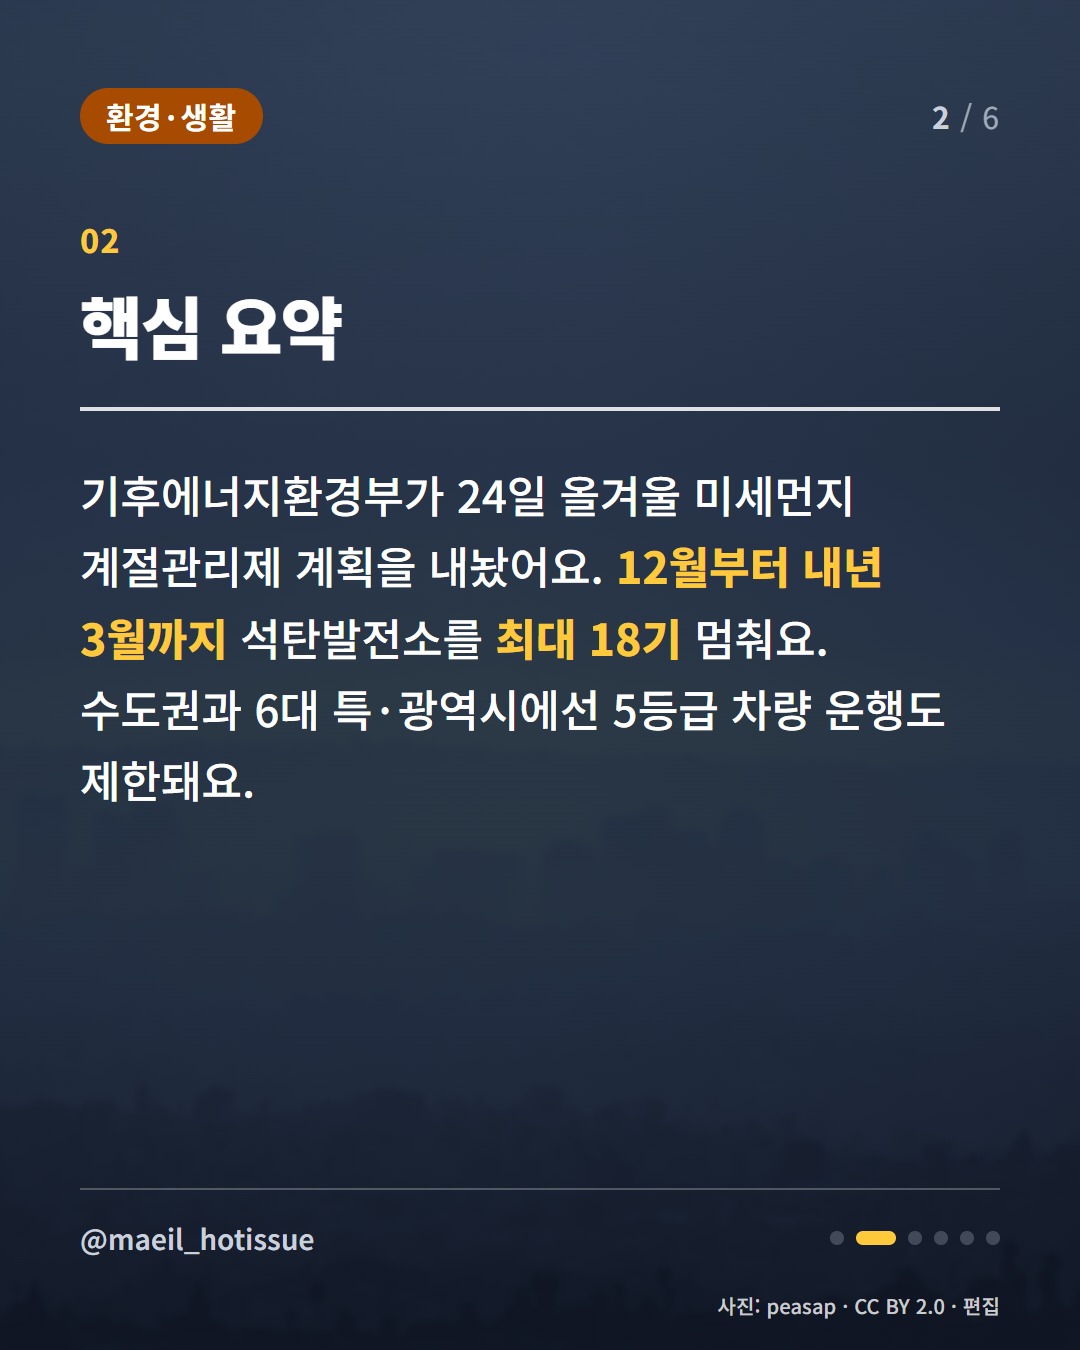 환경·생활
2 / 6
02
핵심 요약
기후에너지환경부가 24일 올겨울 미세먼지
계절관리제 계획을 내놨어요. 12월부터 내년
3월까지 석탄발전소를 최대 18기 멈춰요.
수도권과 6대 특·광역시에선 5등급 차량 운행도
제한돼요.
@maeil_hotissue
사진: peasap · CC BY 2.0 · 편집